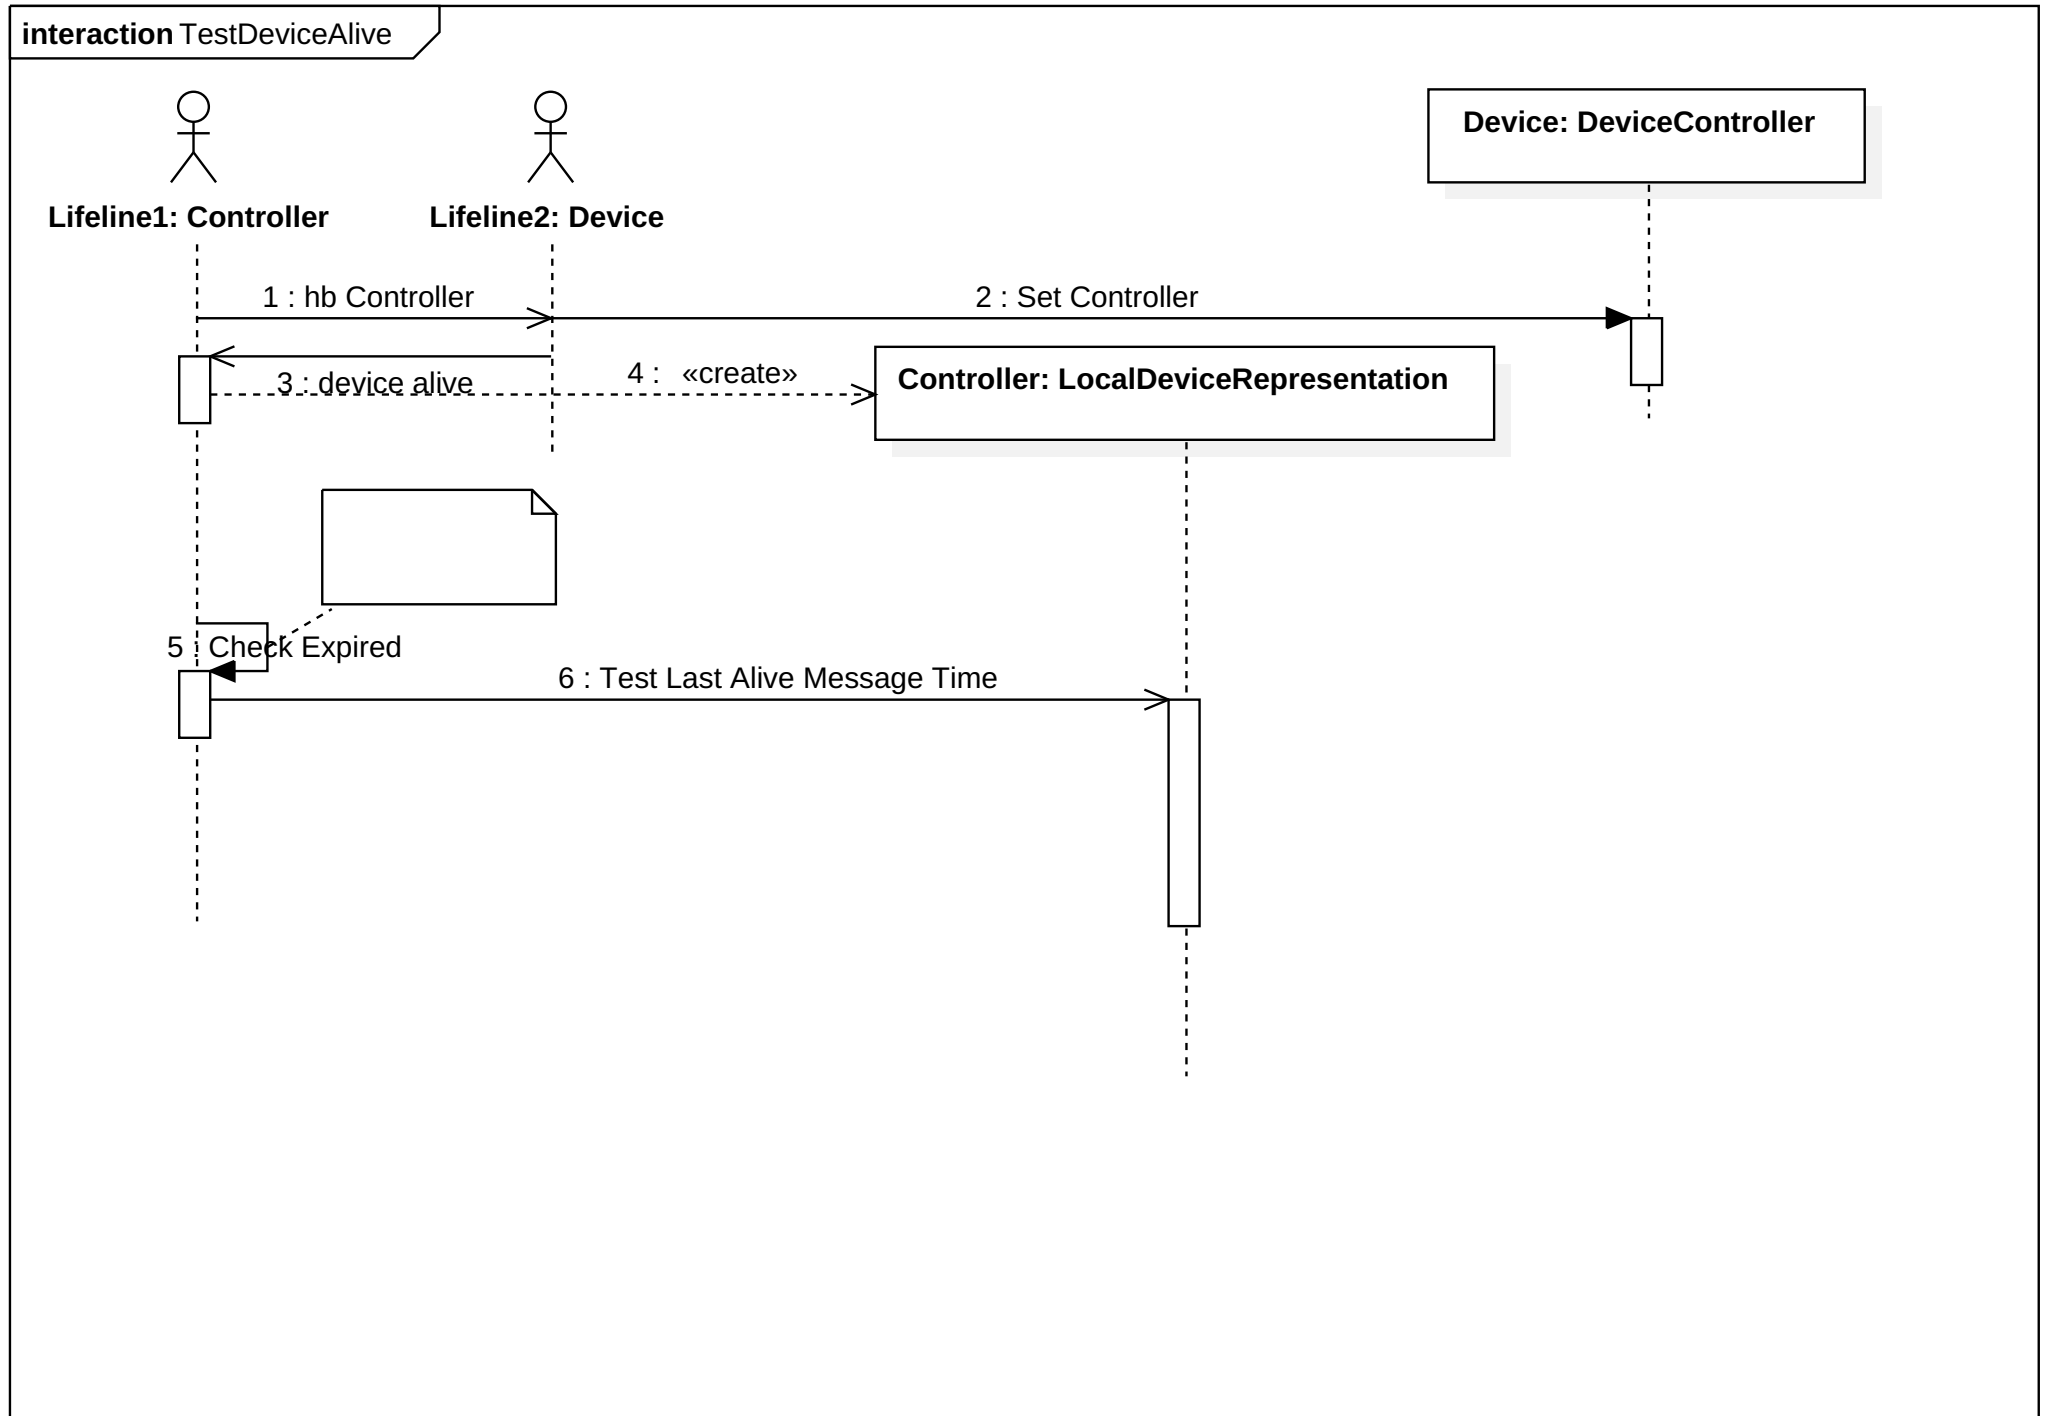 interaction TestDeviceAlive
Device: DeviceController
Lifeline1: Controller
Lifeline2: Device
1 : hb Controller
2 : Set Controller
3 : device alive
4 : «create»
Controller: LocalDeviceRepresentation
5 : Check Expired
6 : Test Last Alive Message Time